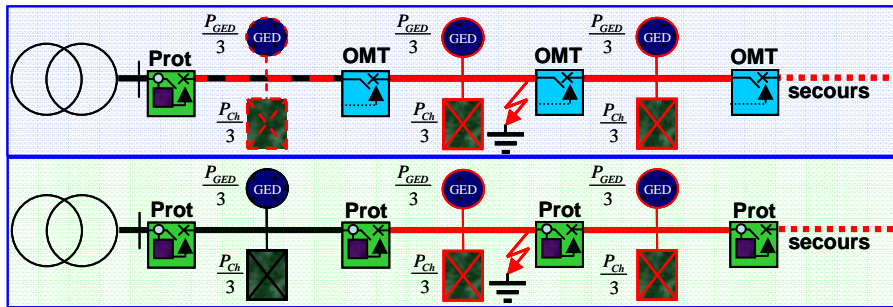 P_GED/3 GED P_GED/3 GED P_GED/3 GED
Prot OMT OMT OMT
P_Ch/3 P_Ch/3 P_Ch/3 secours
P_GED/3 GED P_GED/3 GED P_GED/3 GED
Prot Prot Prot Prot
P_Ch/3 P_Ch/3 P_Ch/3 secours